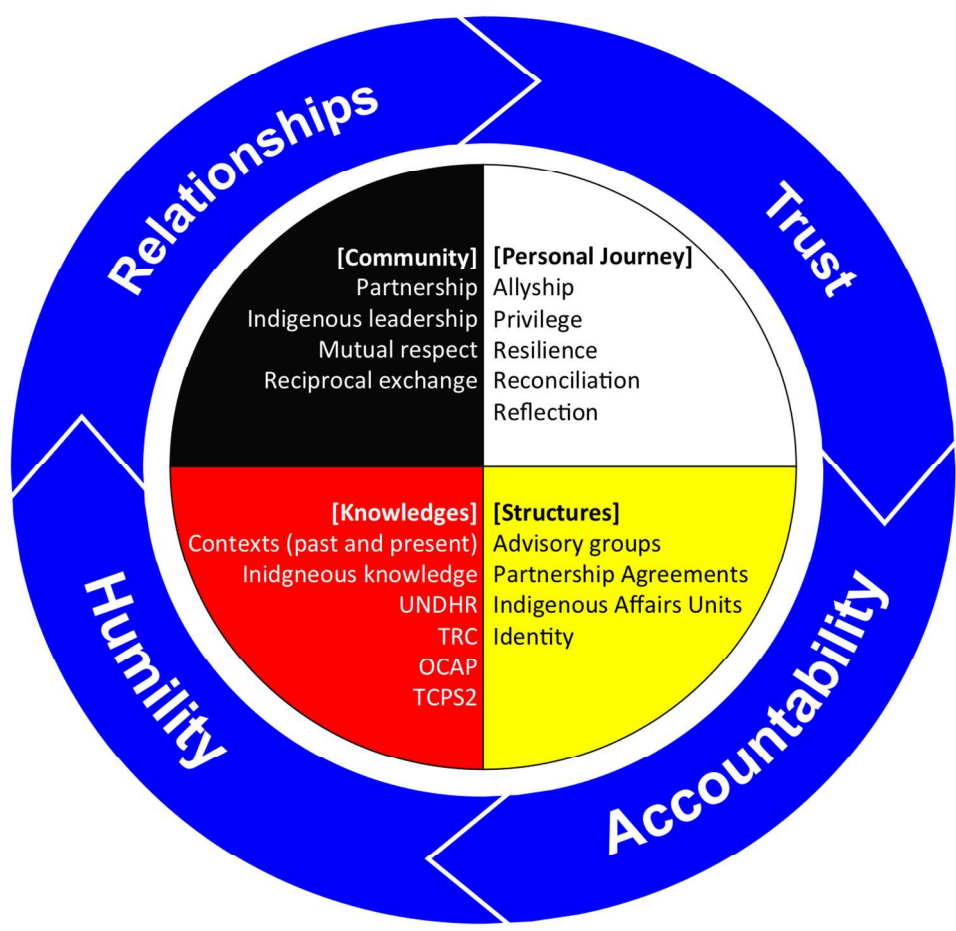 Relationships
Trust
Accountability
Humility
[Community]
Partnership
Indigenous leadership
Mutual respect
Reciprocal exchange
[Personal Journey]
Allyship
Privilege
Resilience
Reconciliation
Reflection
[Knowledges]
Contexts (past and present)
Inidgneous knowledge
UNDHR
TRC
OCAP
TCPS2
[Structures]
Advisory groups
Partnership Agreements
Indigenous Affairs Units
Identity